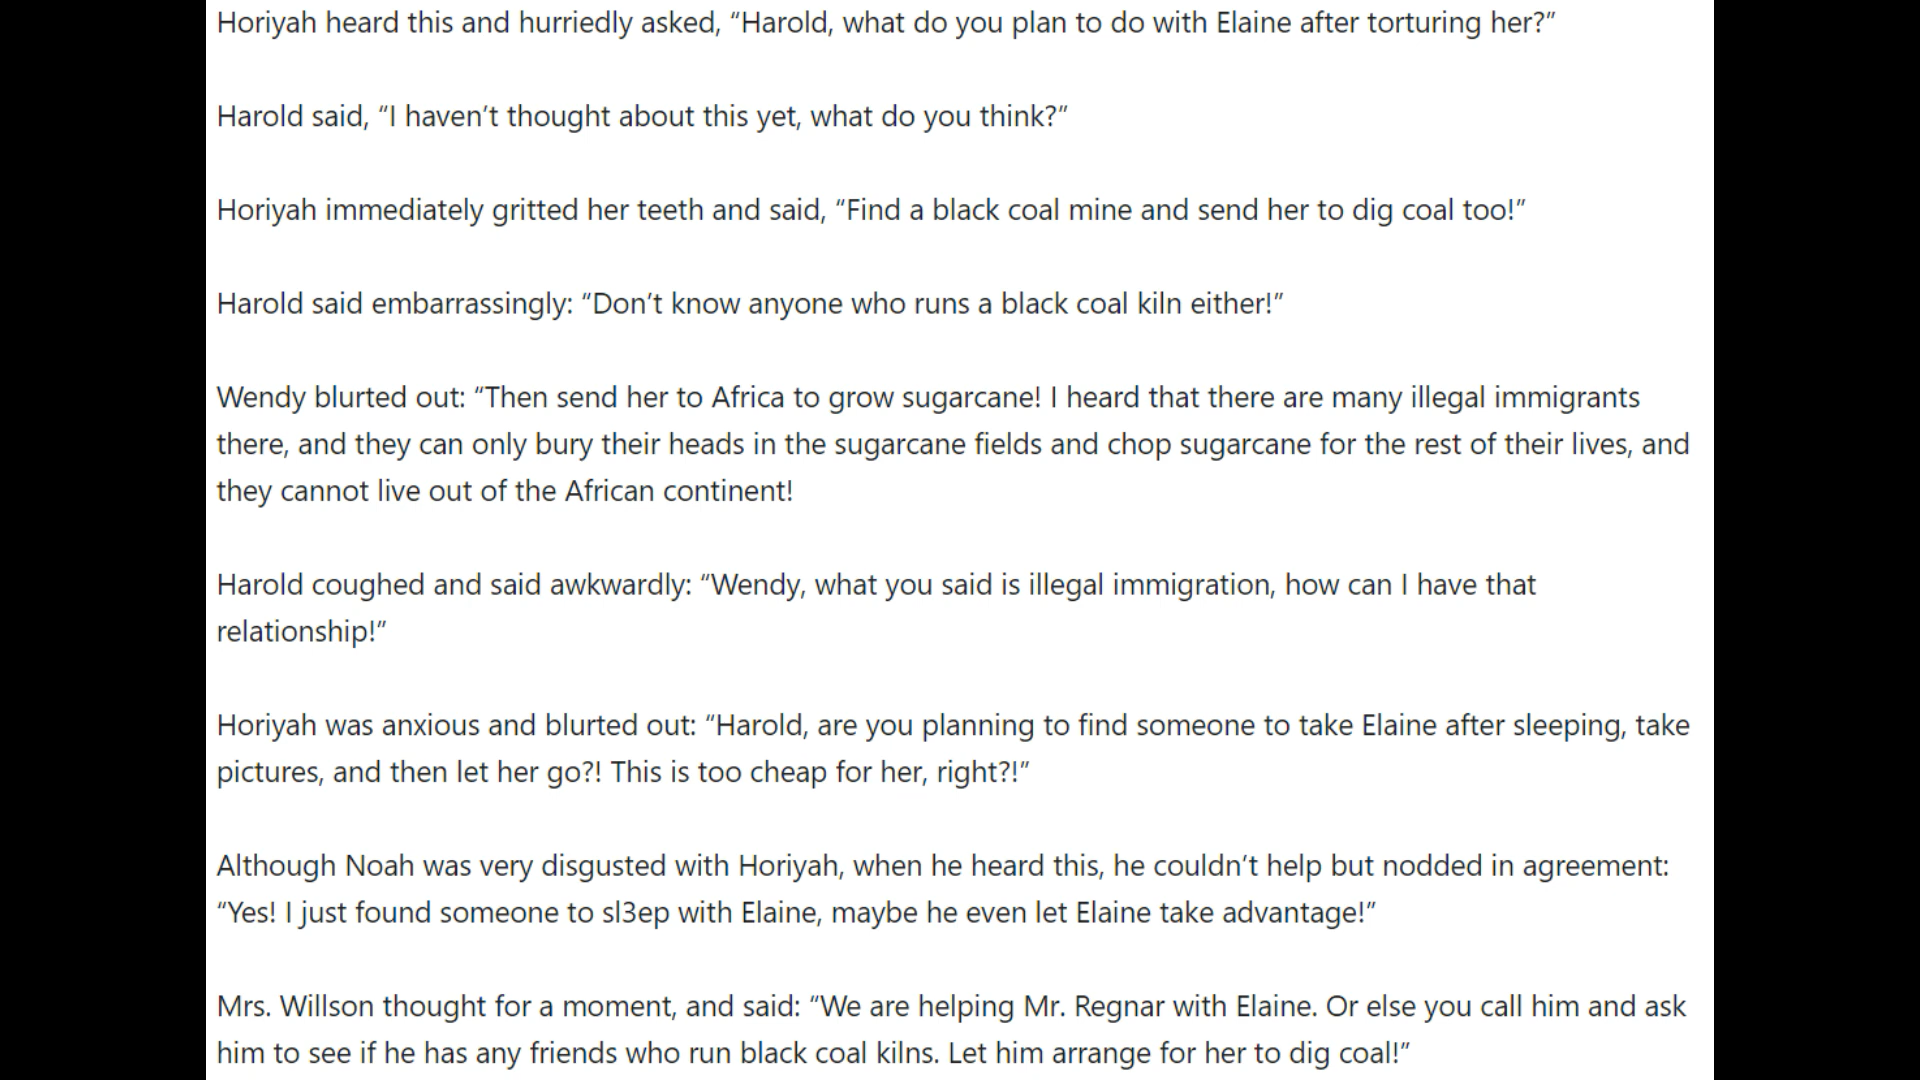 Horiyah heard this and hurriedly asked, “Harold, what do you plan to do with Elaine after torturing her?”
Harold said, “I haven’t thought about this yet, what do you think?”
Horiyah immediately gritted her teeth and said, “Find a black coal mine and send her to dig coal too!”
Harold said embarrassingly: “Don’t know anyone who runs a black coal kiln either!”
Wendy blurted out: “Then send her to Africa to grow sugarcane! I heard that there are many illegal immigrants
there, and they can only bury their heads in the sugarcane fields and chop sugarcane for the rest of their lives, and
they cannot live out of the African continent!
Harold coughed and said awkwardly: “Wendy, what you said is illegal immigration, how can I have that
relationship!”
Horiyah was anxious and blurted out: “Harold, are you planning to find someone to take Elaine after sleeping, take
pictures, and then let her go?! This is too cheap for her, right?!”
Although Noah was very disgusted with Horiyah, when he heard this, he couldn’t help but nodded in agreement:
“Yes! I just found someone to sl3ep with Elaine, maybe he even let Elaine take advantage!”
Mrs. Willson thought for a moment, and said: “We are helping Mr. Regnar with Elaine. Or else you call him and ask
him to see if he has any friends who run black coal kilns. Let him arrange for her to dig coal!”